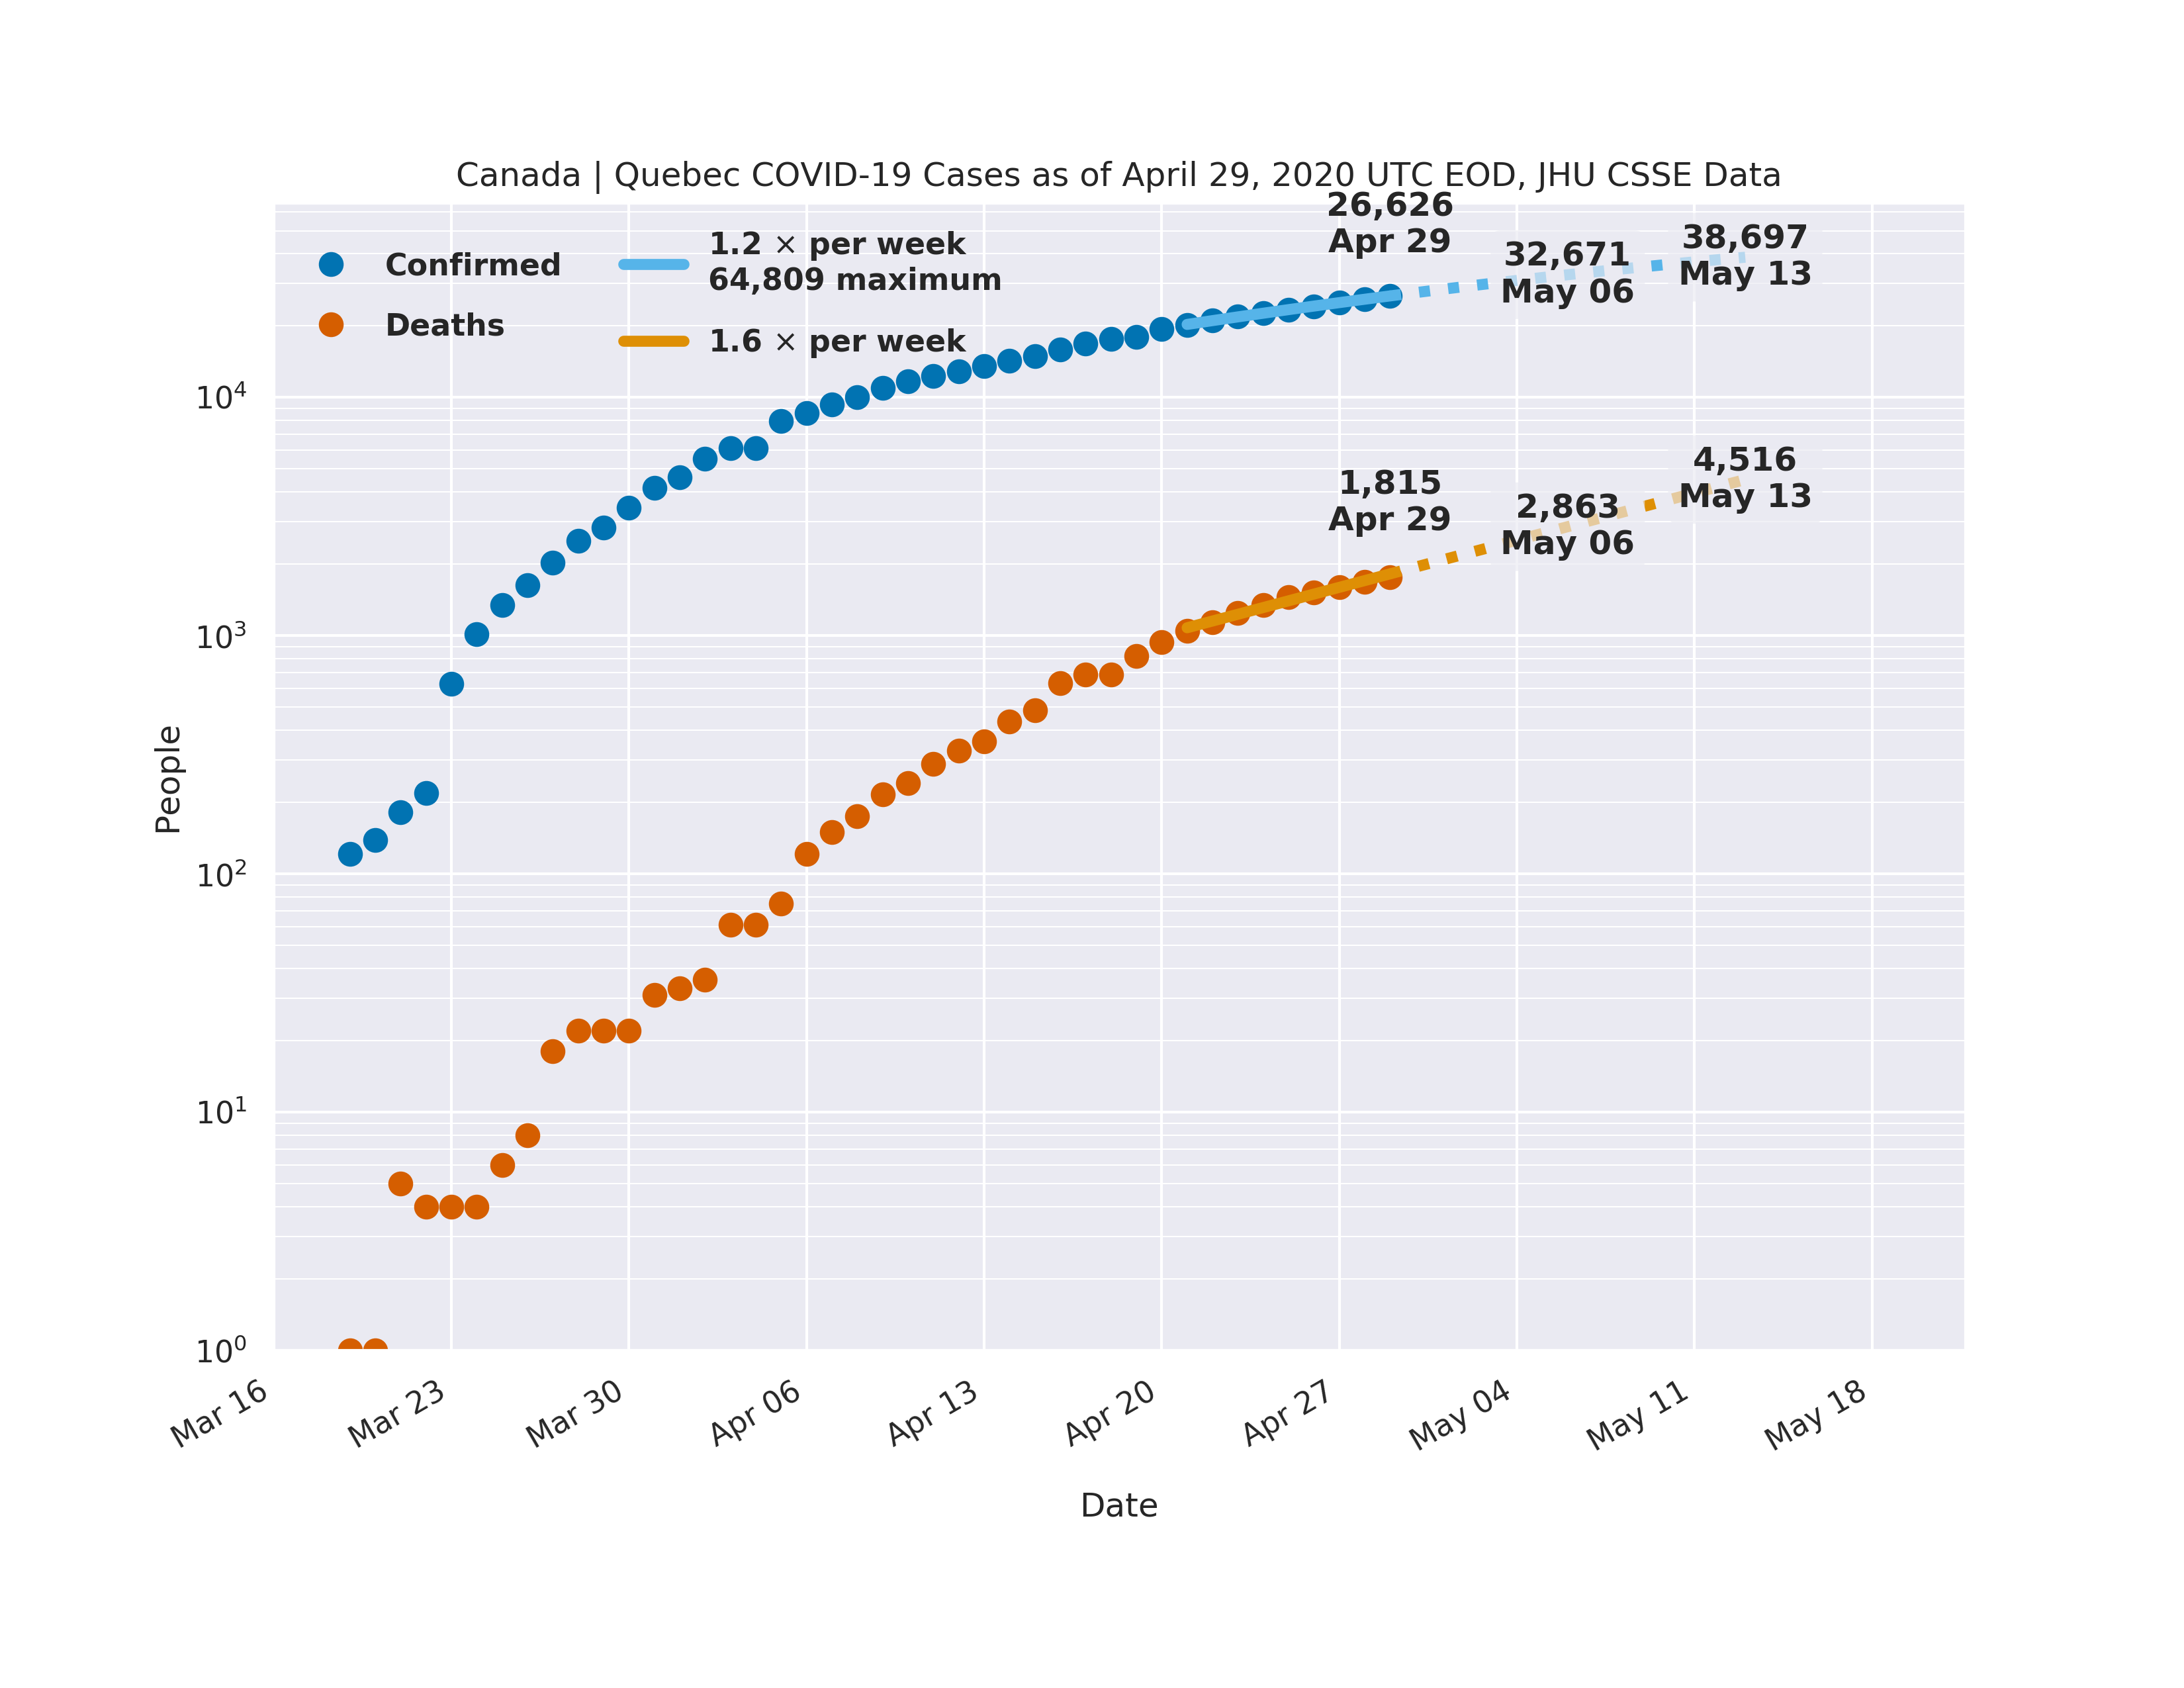 Canada | Quebec COVID-19 Cases as of April 29, 2020 UTC EOD, JHU CSSE Data
Confirmed
Deaths
1.2 × per week
64,809 maximum
1.6 × per week
26,626
Apr 29
32,671
May 06
38,697
May 13
1,815
Apr 29
2,863
May 06
4,516
May 13
People
10⁴
10³
10²
10¹
10⁰
Mar 16
Mar 23
Mar 30
Apr 06
Apr 13
Apr 20
Apr 27
May 04
May 11
May 18
Date